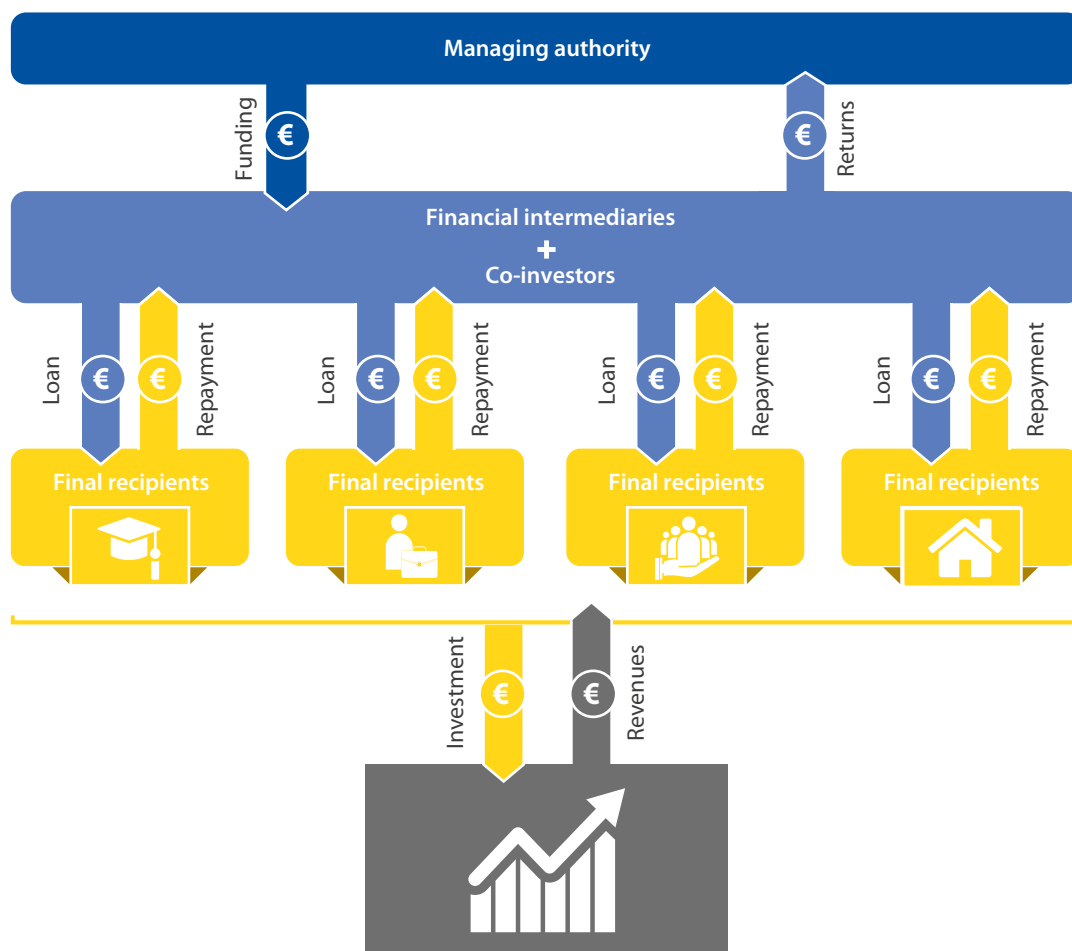 Managing authority
Funding
€
€
Returns
Financial intermediaries
+
Co-investors
Loan
€
€
Repayment
Loan
€
€
Repayment
Loan
€
€
Repayment
Loan
€
€
Repayment
Final recipients
Final recipients
Final recipients
Final recipients
Investment
€
€
Revenues